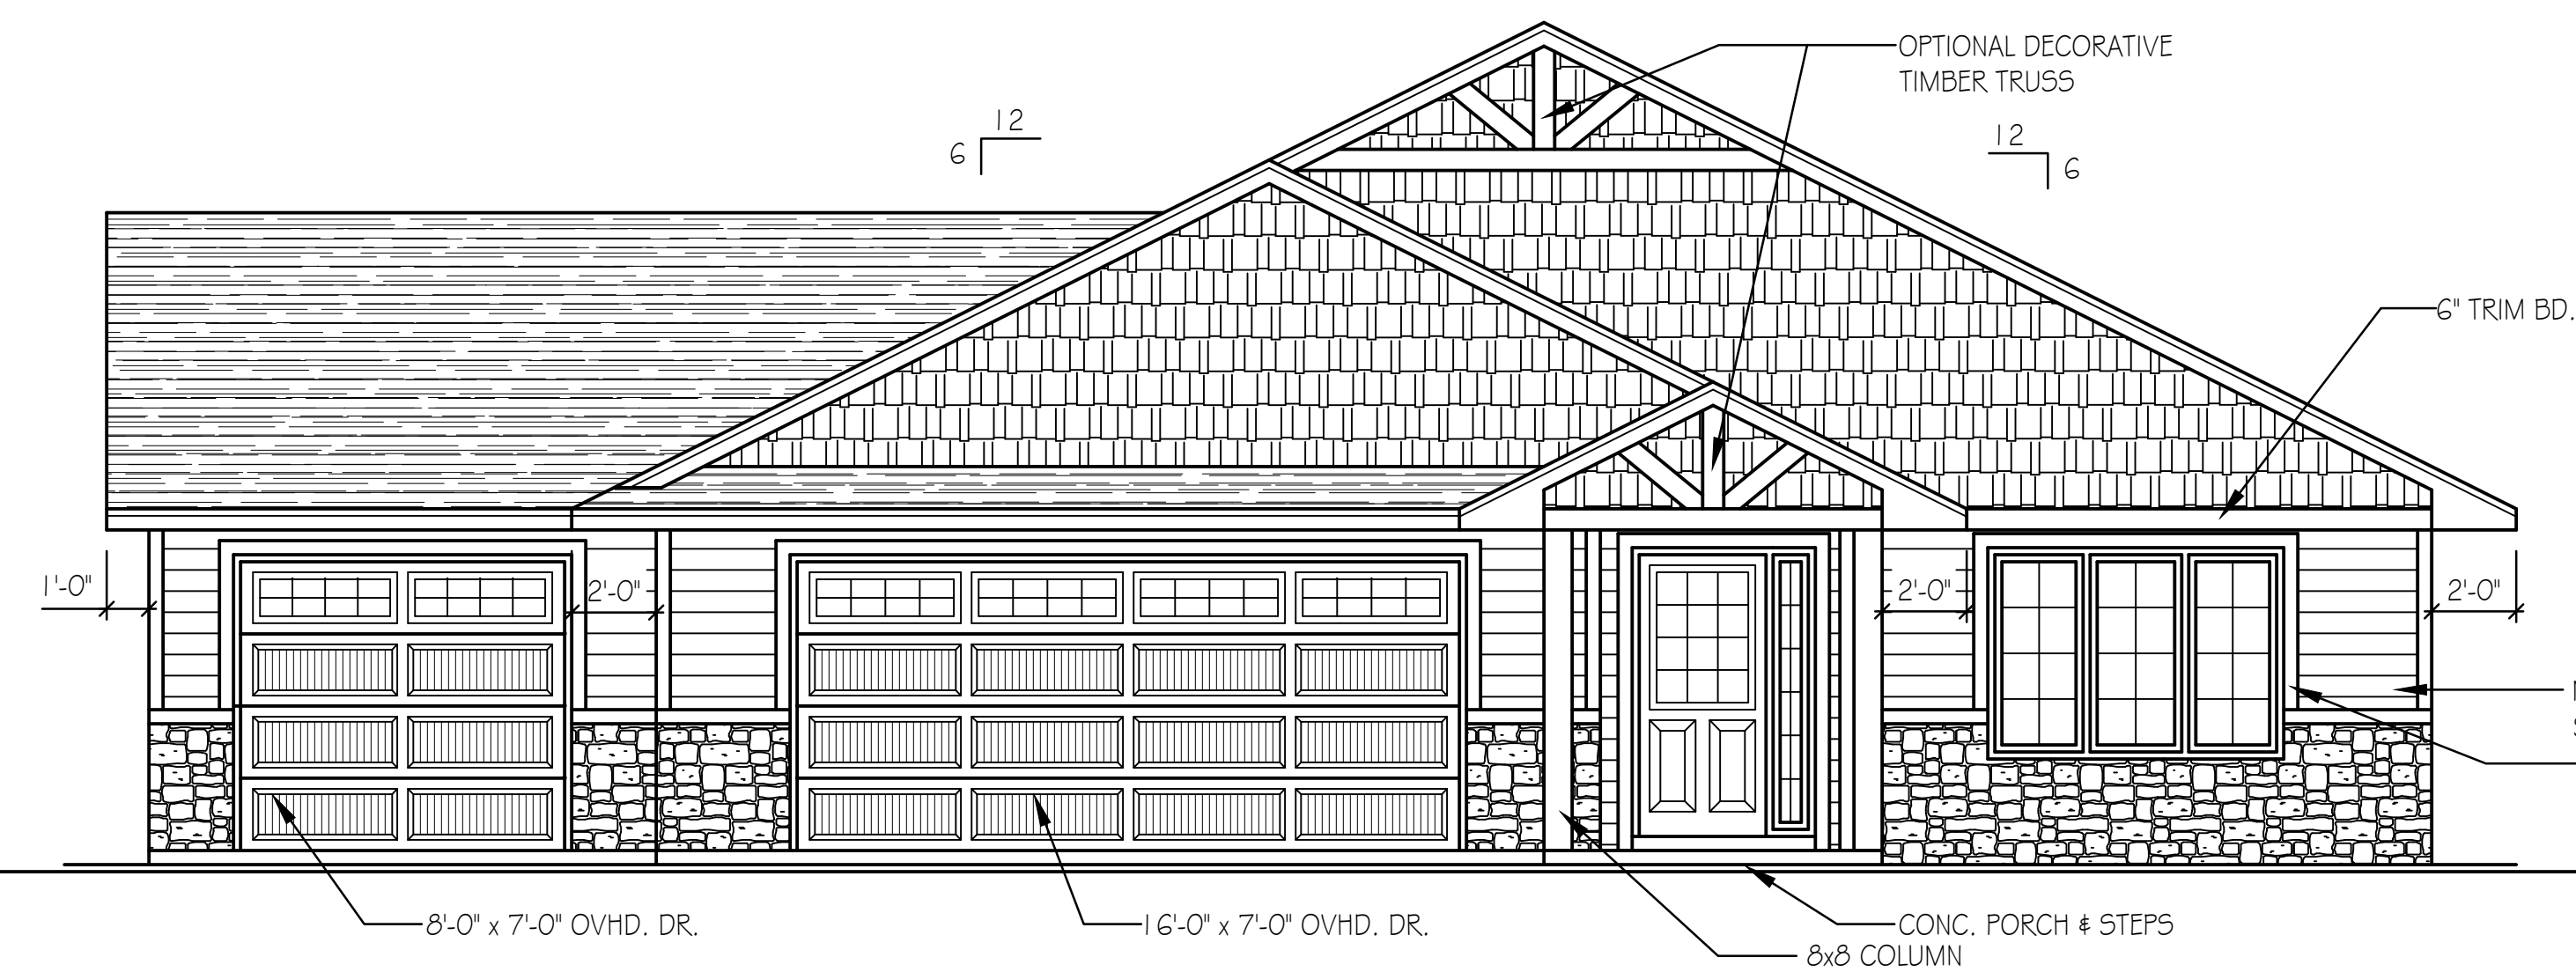 OPTIONAL DECORATIVE
TIMBER TRUSS
12
6
12
6
6" TRIM BD.
1'-0"
2'-0"
2'-0"
2'-0"
8'-0" x 7'-0" OVHD. DR.
16'-0" x 7'-0" OVHD. DR.
CONC. PORCH & STEPS
8x8 COLUMN